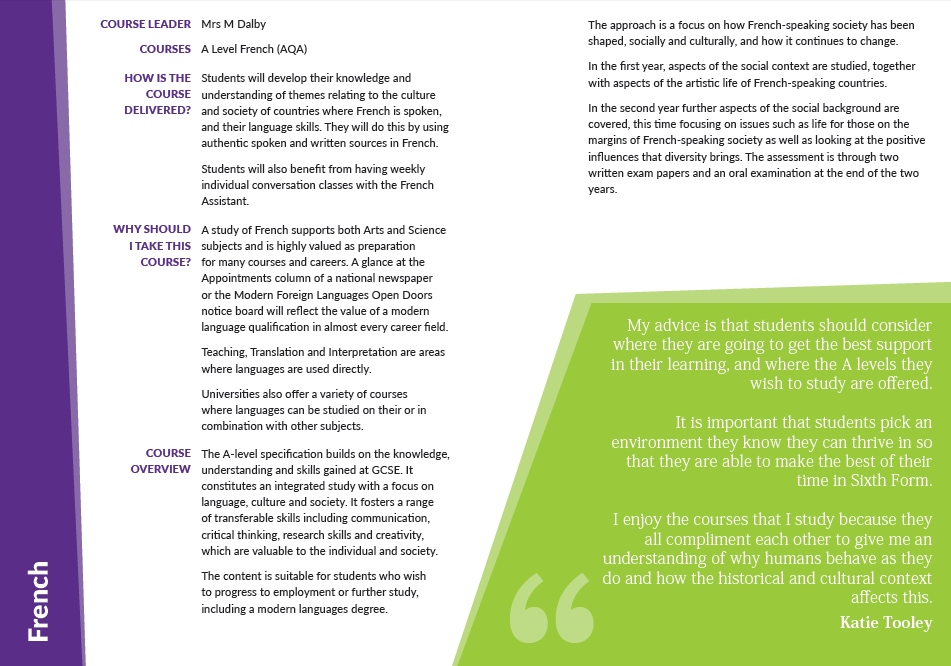 COURSE LEADER Mrs M Dalby
COURSES A Level French (AQA)
HOW IS THE
COURSE
DELIVERED?
Students will develop their knowledge and
understanding of themes relating to the culture
and society of countries where French is spoken,
and their language skills. They will do this by using
authentic spoken and written sources in French.
Students will also benefit from having weekly
individual conversation classes with the French
Assistant.
WHY SHOULD
I TAKE THIS
COURSE?
A study of French supports both Arts and Science
subjects and is highly valued as preparation
for many courses and careers. A glance at the
Appointments column of a national newspaper
or the Modern Foreign Languages Open Doors
notice board will reflect the value of a modern
language qualification in almost every career field.
Teaching, Translation and Interpretation are areas
where languages are used directly.
Universities also offer a variety of courses
where languages can be studied on their or in
combination with other subjects.
COURSE
OVERVIEW
The A-level specification builds on the knowledge,
understanding and skills gained at GCSE. It
constitutes an integrated study with a focus on
language, culture and society. It fosters a range
of transferable skills including communication,
critical thinking, research skills and creativity,
which are valuable to the individual and society.
The content is suitable for students who wish
to progress to employment or further study,
including a modern languages degree.
The approach is a focus on how French-speaking society has been
shaped, socially and culturally, and how it continues to change.
In the first year, aspects of the social context are studied, together
with aspects of the artistic life of French-speaking countries.
In the second year further aspects of the social background are
covered, this time focusing on issues such as life for those on the
margins of French-speaking society as well as looking at the positive
influences that diversity brings. The assessment is through two
written exam papers and an oral examination at the end of the two
years.
My advice is that students should consider
where they are going to get the best support
in their learning, and where the A levels they
wish to study are offered.
It is important that students pick an
environment they know they can thrive in so
that they are able to make the best of their
time in Sixth Form.
I enjoy the courses that I study because they
all compliment each other to give me an
understanding of why humans behave as they
do and how the historical and cultural context
affects this.
Katie Tooley
“
French